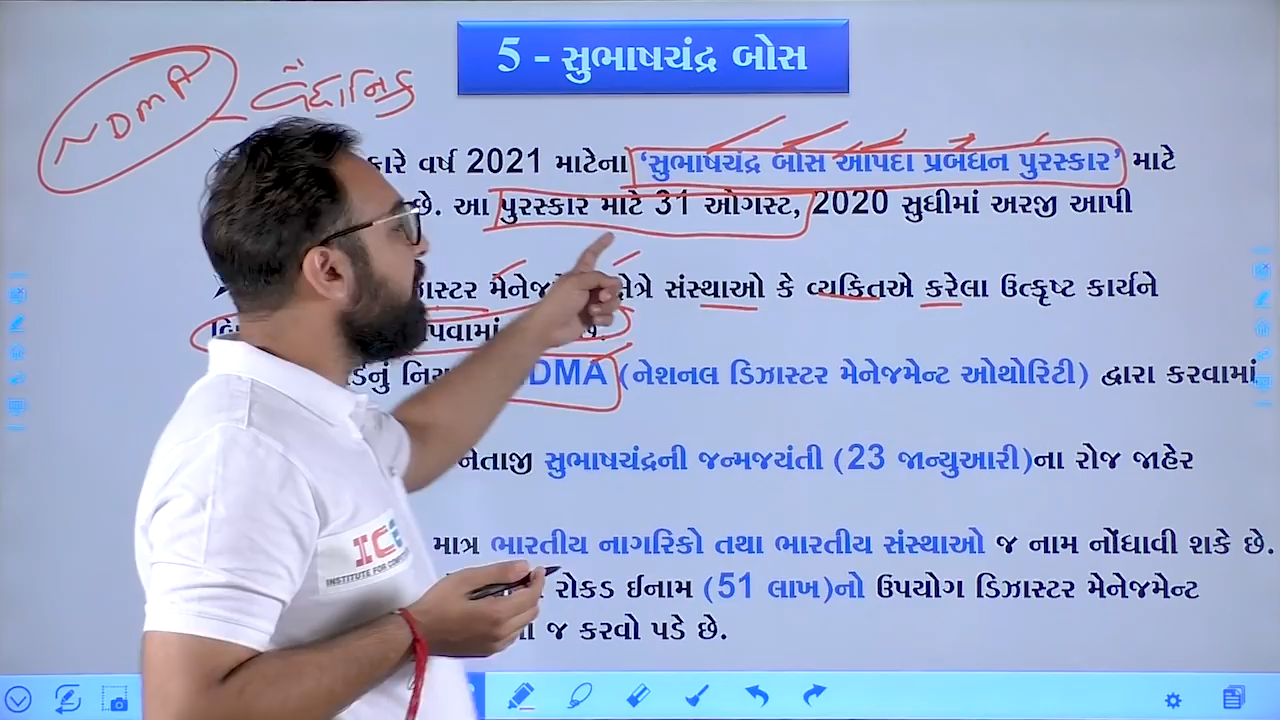 5 - સુભાષચંદ્ર બોસ
NDMA વૈધાનિક
કારે વર્ષ 2021 માટેના ‘સુભાષચંદ્ર બોસ આપદા પ્રબંધન પુરસ્કાર’ માટે
છે. આ પુરસ્કાર માટે 31 ઓગસ્ટ, 2020 સુધીમાં અરજી આપી
ક્ષેત્રે સંસ્થાઓ કે વ્યકિતએ કરેલા ઉત્કૃષ્ટ કાર્યને
છે.
DMA (નેશનલ ડિઝાસ્ટર મેનેજમેન્ટ ઓથોરિટી) દ્વારા કરવામાં
નેતાજી સુભાષચંદ્રની જન્મજયંતી (23 જાન્યુઆરી)ના રોજ જાહેર
માત્ર ભારતીય નાગરિકો તથા ભારતીય સંસ્થાઓ જ નામ નોંધાવી શકે છે.
રોકડ ઈનામ (51 લાખ)નો ઉપયોગ ડિઝાસ્ટર મેનેજમેન્ટ
જ કરવો પડે છે.
ICE
INSTITUTE FOR